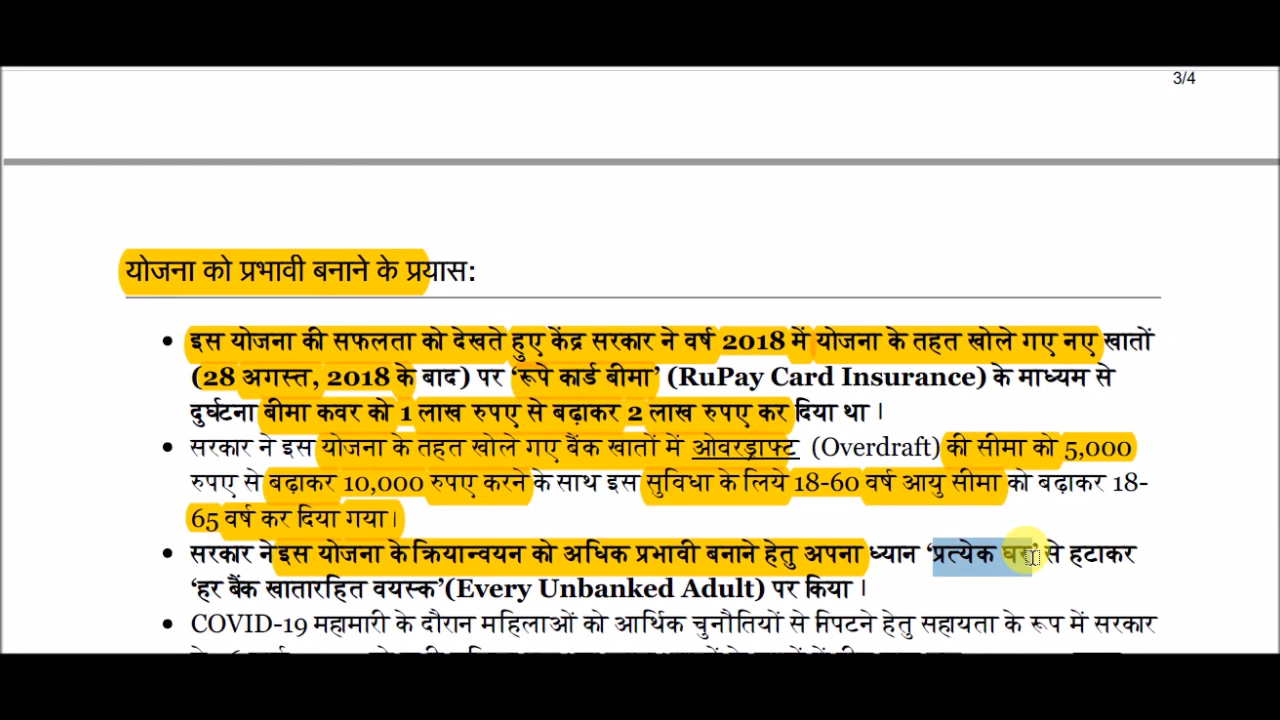 3/4
योजना को प्रभावी बनाने के प्रयास:
• इस योजना की सफलता को देखते हुए केंद्र सरकार ने वर्ष 2018 में योजना के तहत खोले गए नए खातों
(28 अगस्त, 2018 के बाद) पर ‘रूपे कार्ड बीमा’ (RuPay Card Insurance) के माध्यम से
दुर्घटना बीमा कवर को 1 लाख रुपए से बढ़ाकर 2 लाख रुपए कर दिया था।
• सरकार ने इस योजना के तहत खोले गए बैंक खातों में ओवरड्राफ्ट (Overdraft) की सीमा को 5,000
रुपए से बढ़ाकर 10,000 रुपए करने के साथ इस सुविधा के लिये 18-60 वर्ष आयु सीमा को बढ़ाकर 18-
65 वर्ष कर दिया गया।
• सरकार ने इस योजना के क्रियान्वयन को अधिक प्रभावी बनाने हेतु अपना ध्यान ‘प्रत्येक घर’ से हटाकर
‘हर बैंक खातारहित वयस्क’(Every Unbanked Adult) पर किया।
• COVID-19 महामारी के दौरान महिलाओं को आर्थिक चुनौतियों से निपटने हेतु सहायता के रूप में सरकार